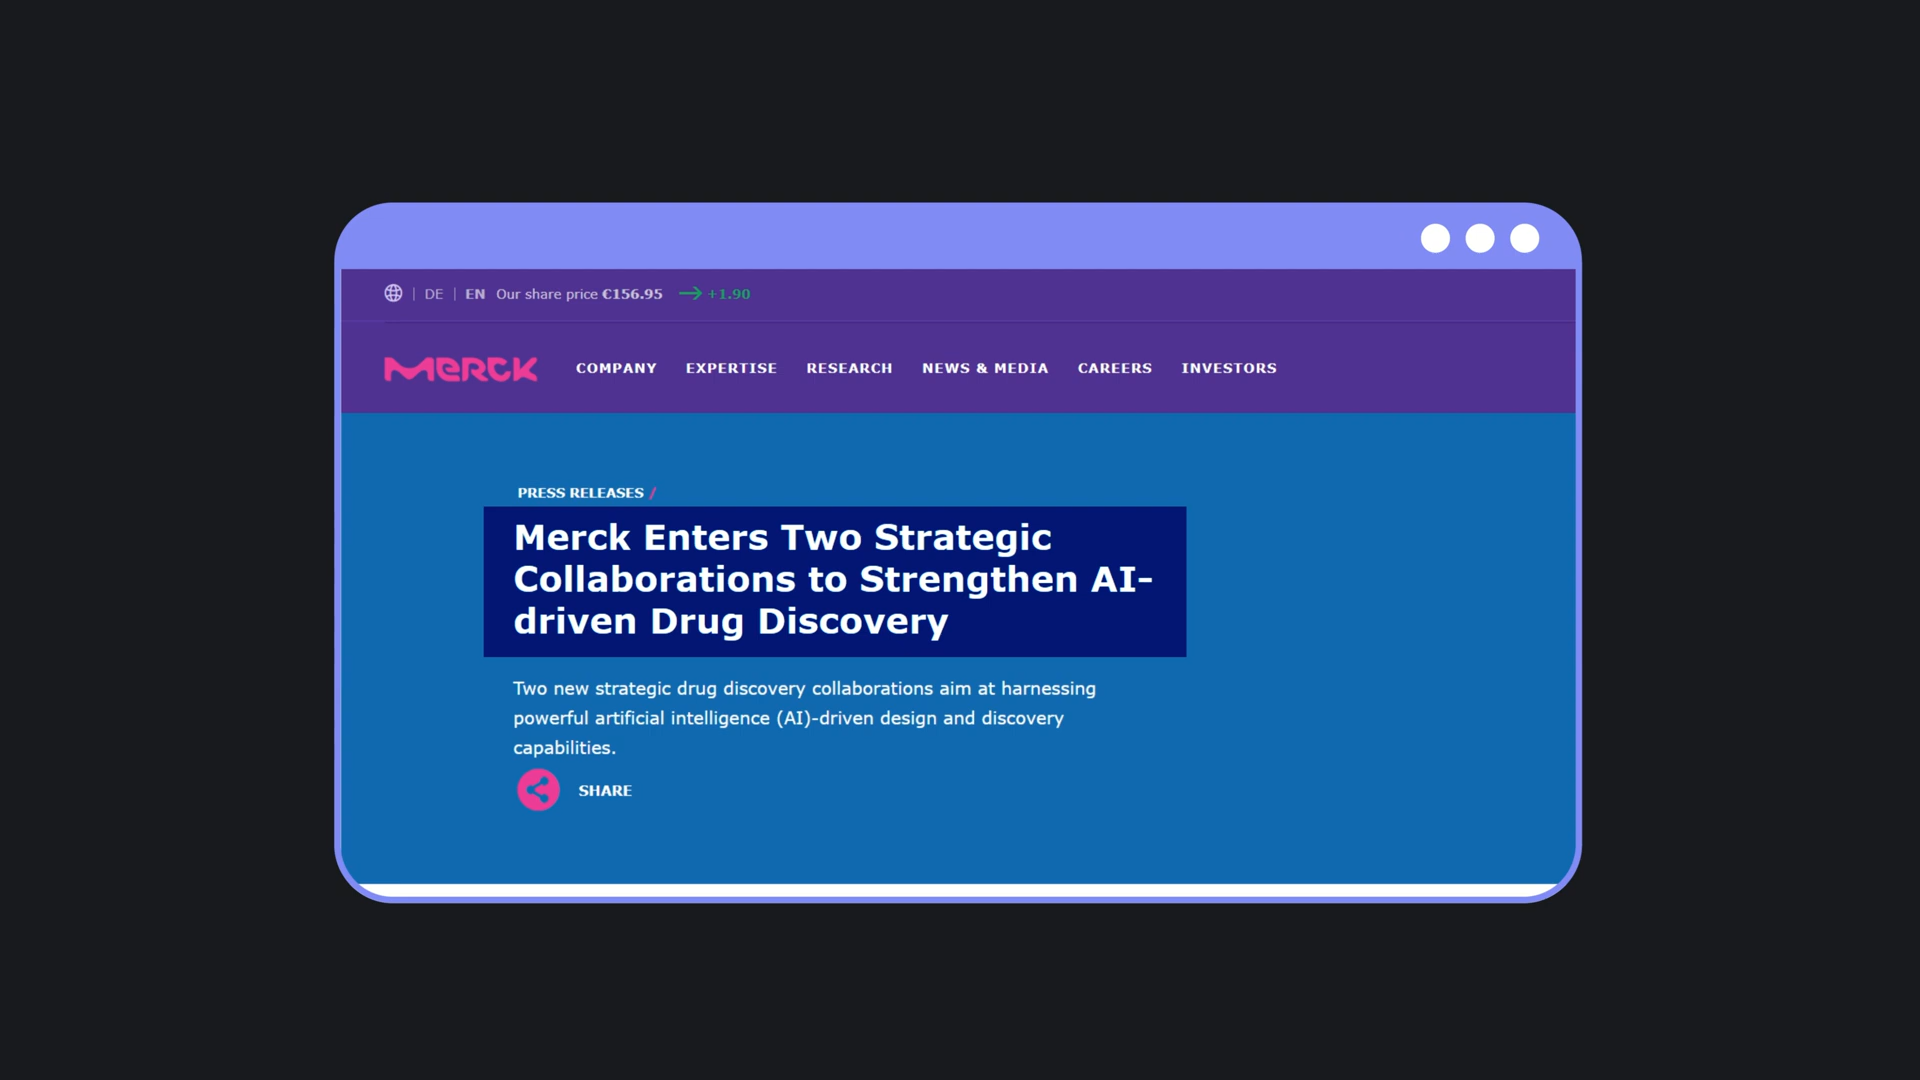 DE | EN Our share price €156.95 +1.90
MERCK COMPANY EXPERTISE RESEARCH NEWS & MEDIA CAREERS INVESTORS
PRESS RELEASES /
Merck Enters Two Strategic
Collaborations to Strengthen AI-
driven Drug Discovery
Two new strategic drug discovery collaborations aim at harnessing
powerful artificial intelligence (AI)-driven design and discovery
capabilities.
SHARE